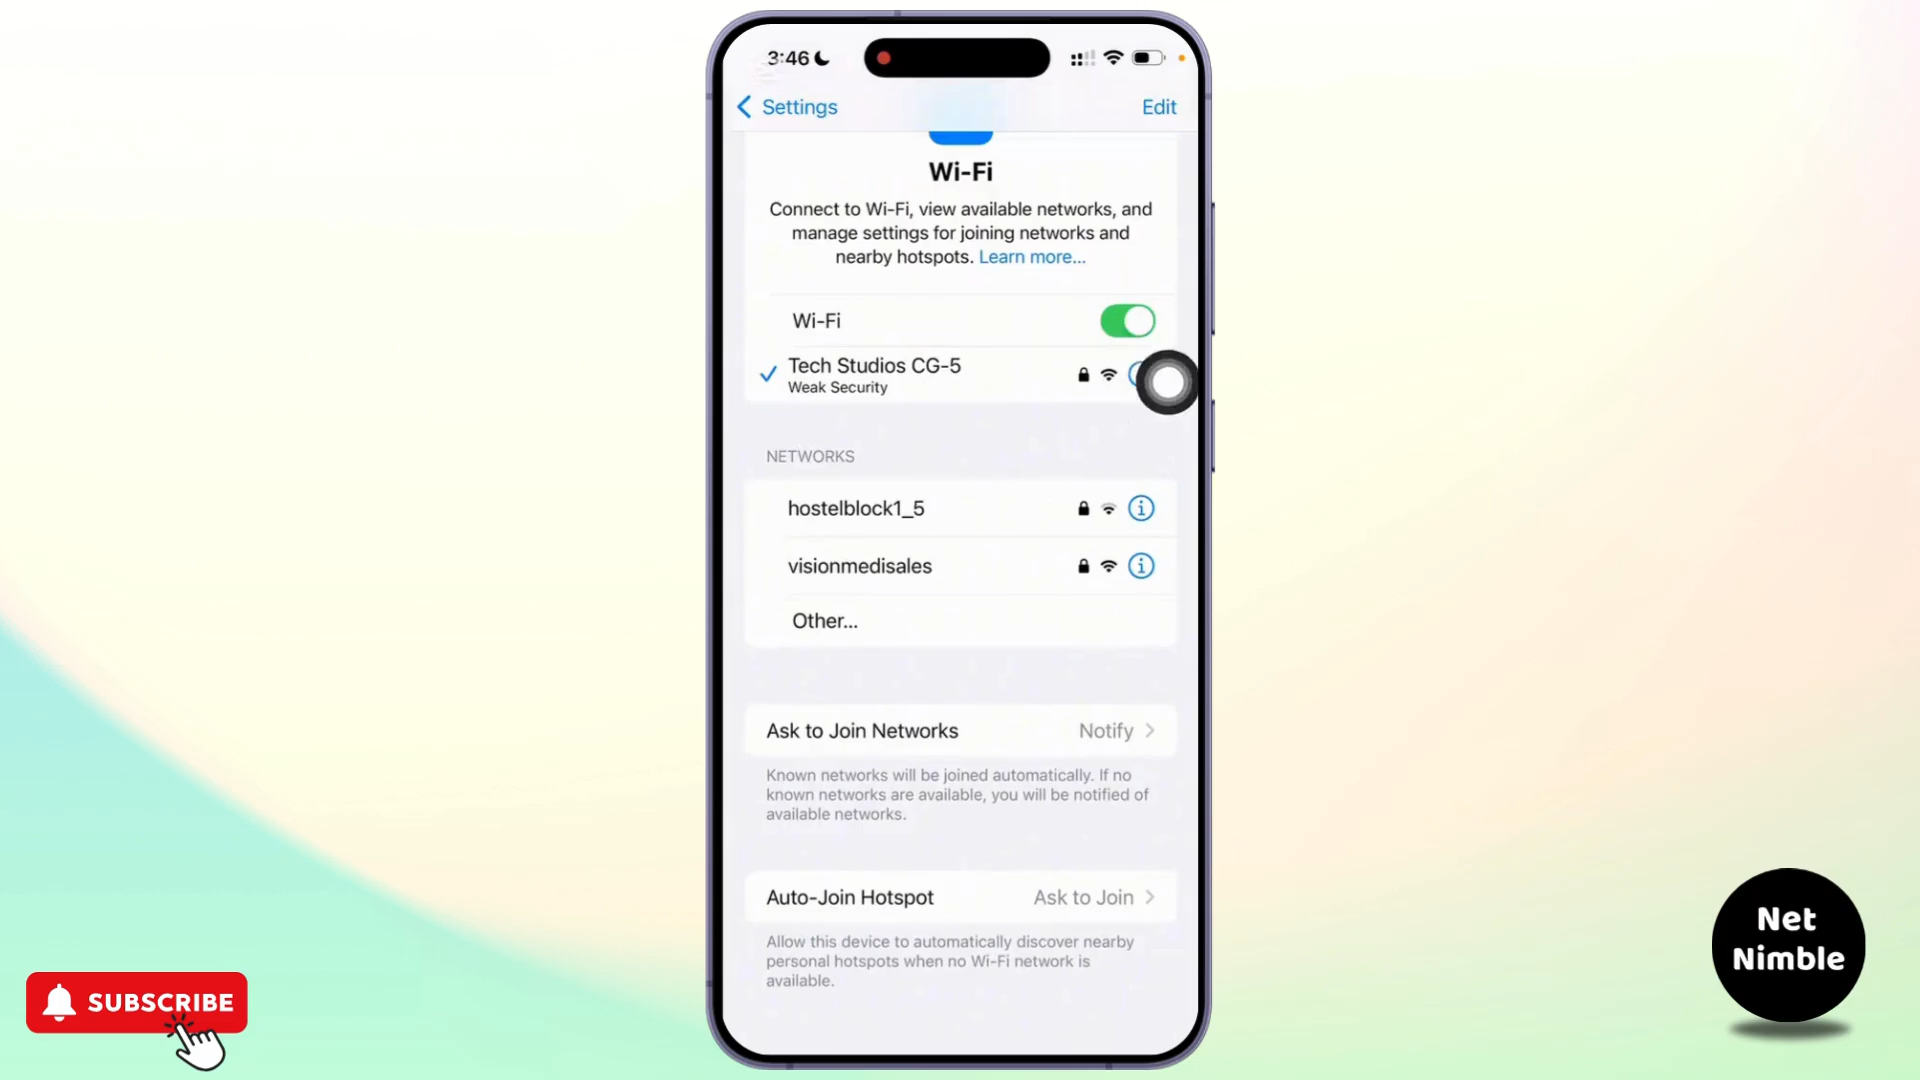 3:46
Settings
Edit
Wi-Fi
Connect to Wi-Fi, view available networks, and
manage settings for joining networks and
nearby hotspots. Learn more...
Wi-Fi
Tech Studios CG-5
Weak Security
NETWORKS
hostelblock1_5
visionmedisales
Other...
Ask to Join Networks
Notify
Known networks will be joined automatically. If no
known networks are available, you will be notified of
available networks.
Auto-Join Hotspot
Ask to Join
Allow this device to automatically discover nearby
personal hotspots when no Wi-Fi network is
available.
SUBSCRIBE
Net
Nimble